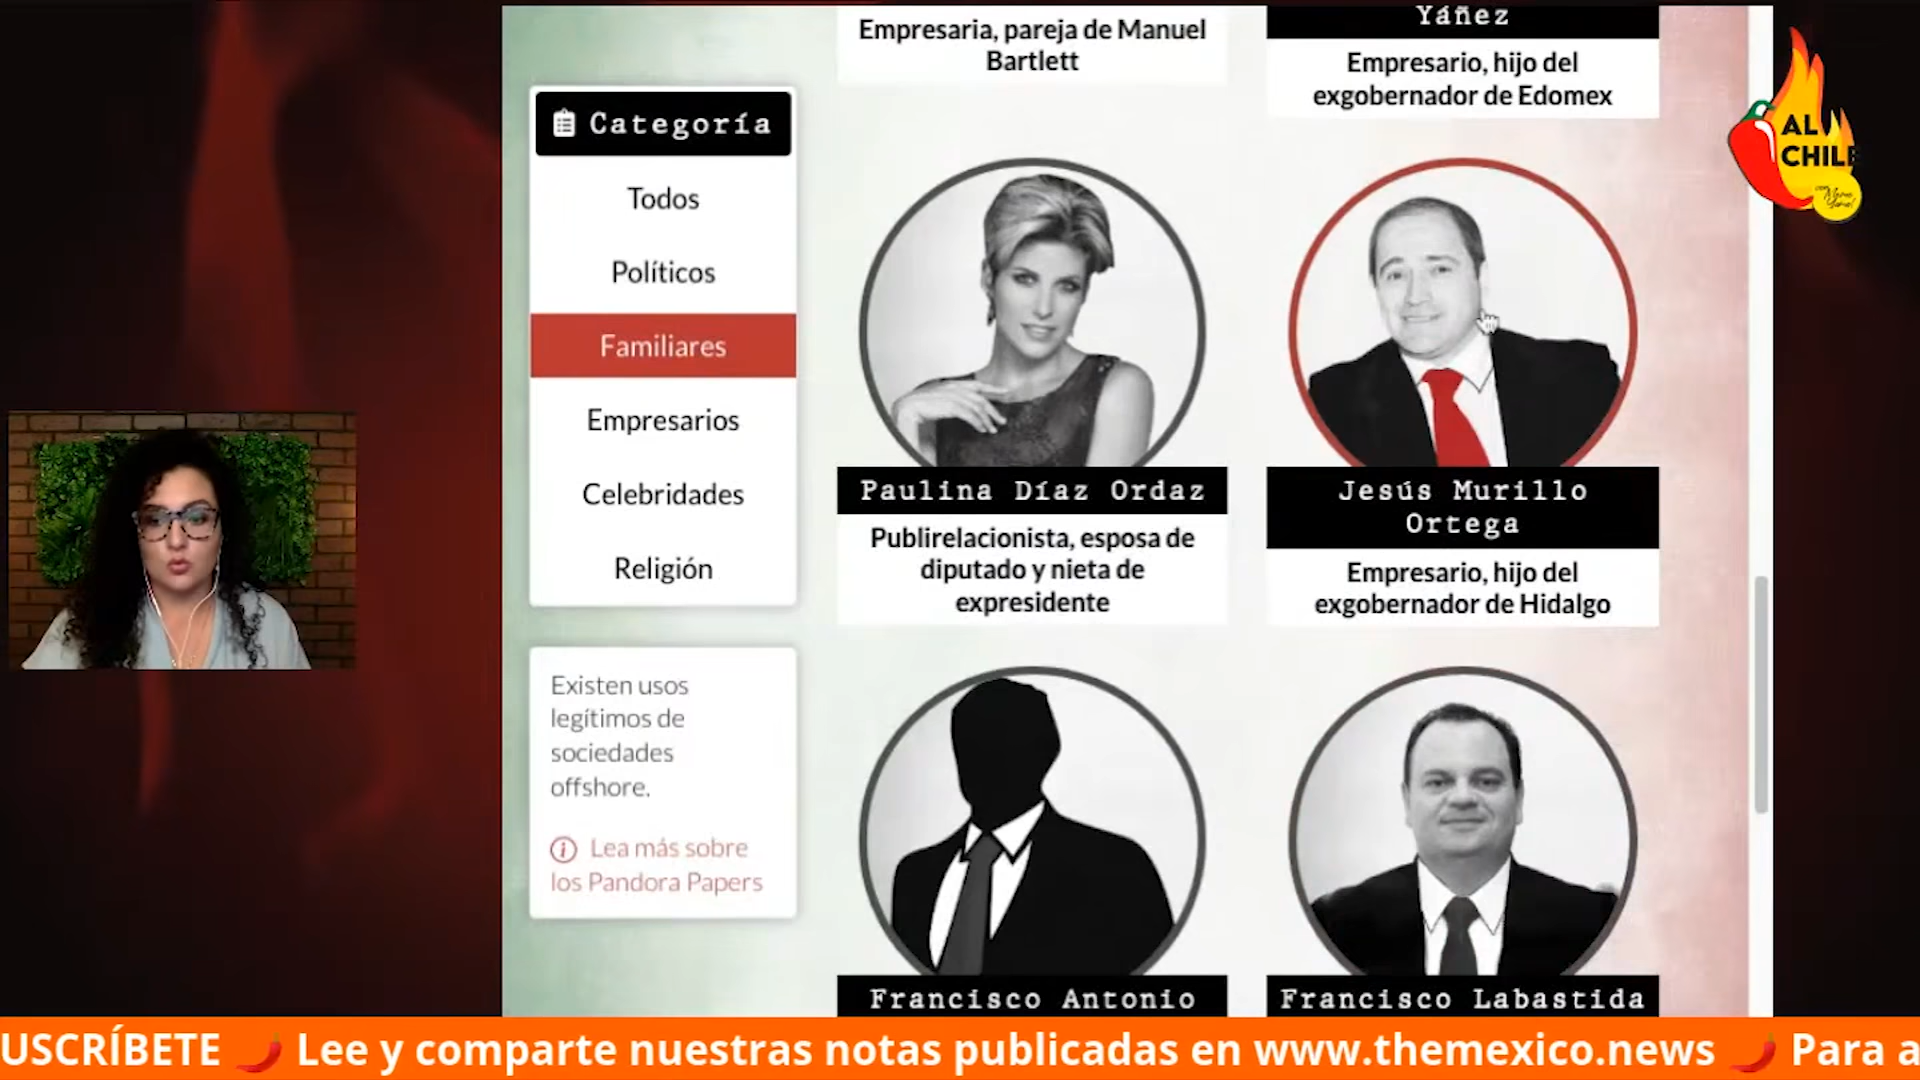 Empresaria, pareja de Manuel
Bartlett
Yáñez
Empresario, hijo del
exgobernador de Edomex
AL
CHILE
Categoría
Todos
Políticos
Familiares
Empresarios
Celebridades
Religión
Paulina Díaz Ordaz
Publirelacionista, esposa de
diputado y nieta de
expresidente
Jesús Murillo
Ortega
Empresario, hijo del
exgobernador de Hidalgo
Existen usos
legítimos de
sociedades
offshore.
Lea más sobre
los Pandora Papers
Francisco Antonio
Francisco Labastida
USCRÍBETE 🌶️ Lee y comparte nuestras notas publicadas en www.themexico.news 🌶️ Para a